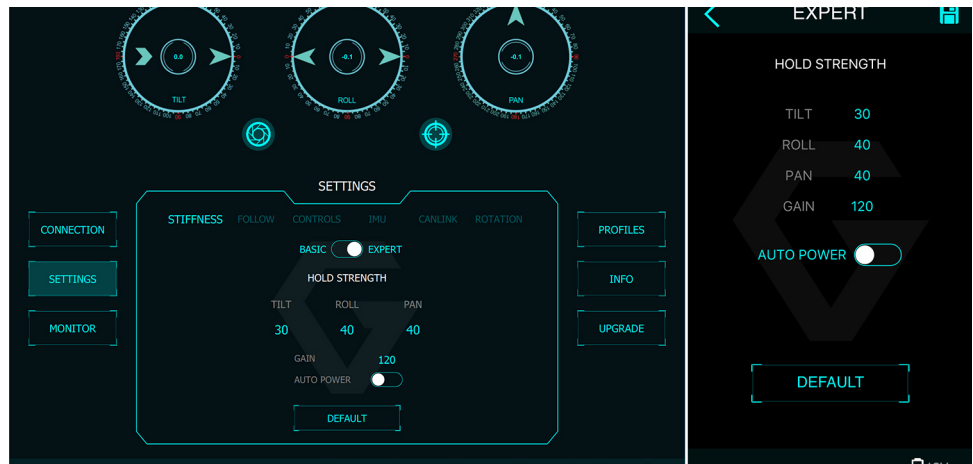 0.0
-0.1
-0.1
TILT
ROLL
PAN
SETTINGS
STIFFNESS FOLLOW CONTROLS IMU CANLINK ROTATION
BASIC EXPERT
HOLD STRENGTH
TILT ROLL PAN
30 40 40
GAIN 120
AUTO POWER
DEFAULT
CONNECTION
SETTINGS
MONITOR
PROFILES
INFO
UPGRADE
EXPERT
HOLD STRENGTH
TILT 30
ROLL 40
PAN 40
GAIN 120
AUTO POWER
DEFAULT